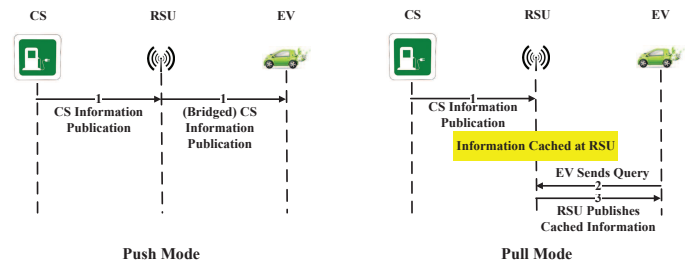 CS RSU EV
1 1
CS Information
Publication
(Bridged) CS
Information
Publication
Push Mode
CS RSU EV
1
CS Information
Publication
Information Cached at RSU
EV Sends Query
2
3
RSU Publishes
Cached Information
Pull Mode